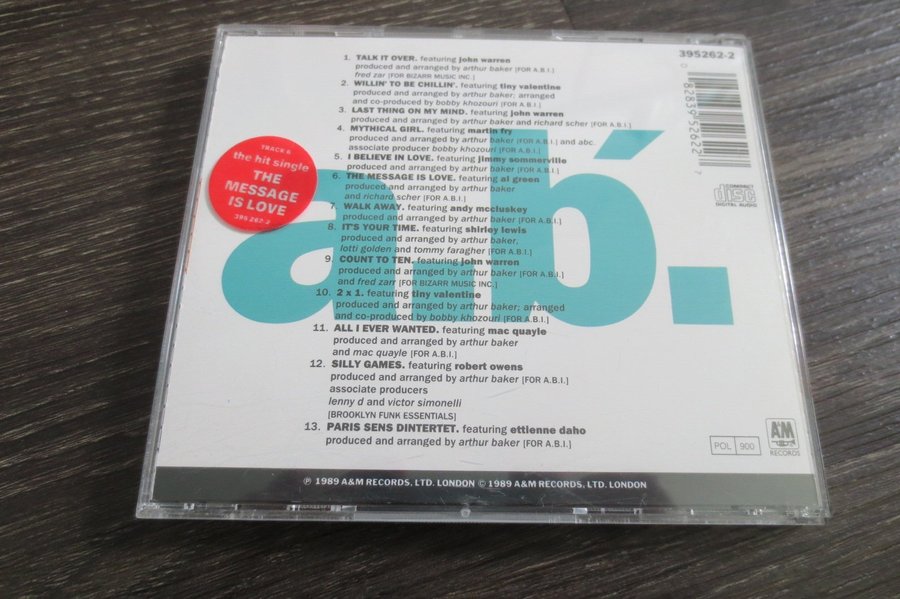 395262-2
1. TALK IT OVER. featuring john warren
produced and arranged by arthur baker [FOR A.B.I.]
fred zar [FOR BIZARR MUSIC INC.]
2. WILLIN' TO BE CHILLIN'. featuring tiny valentine
produced and arranged by arthur baker: arranged
and co-produced by bobby khozouri [FOR A.B.I.]
3. LAST THING ON MY MIND. featuring john warren
produced and arranged by arthur baker and richard scher [FOR A.B.I.]
4. MYTHICAL GIRL. featuring martin fry
produced and arranged by arthur baker [FOR A.B.I.] and abc.
associate producer bobby khozouri [FOR A.B.I.]
5. I BELIEVE IN LOVE. featuring jimmy sommerville
produced and arranged by arthur baker [FOR A.B.I.]
6. THE MESSAGE IS LOVE. featuring al green
produced and arranged by arthur baker
and richard scher [FOR A.B.I.]
7. WALK AWAY. featuring andy mccluskey
produced and arranged by arthur baker [FOR A.B.I.]
8. IT'S YOUR TIME. featuring shirley lewis
produced and arranged by arthur baker,
lotti golden and tommy faragher [FOR A.B.I.]
9. COUNT TO TEN. featuring john warren
produced and arranged by arthur baker [FOR A.B.I.]
and fred zarr [FOR BIZARR MUSIC INC.]
10. 2 x 1. featuring tiny valentine
produced and arranged by arthur baker; arranged
and co-produced by bobby khozouri [FOR A.B.I.]
11. ALL I EVER WANTED. featuring mac quayle
produced and arranged by arthur baker
and mac quayle [FOR A.B.I.]
12. SILLY GAMES. featuring robert owens
produced and arranged by arthur baker [FOR A.B.I.]
associate producers
lenny d and victor simonelli
[BROOKLYN FUNK ESSENTIALS]
13. PARIS SENS DINTERTET. featuring ettienne daho
produced and arranged by arthur baker [FOR A.B.I.]
TRACK 6
the hit single
THE
MESSAGE
IS LOVE
395 262-2
a.b.
0 82839 52622 7
COMPACT
disc
DIGITAL AUDIO
POL 900
A&M
RECORDS
℗ 1989 A&M RECORDS, LTD. LONDON © 1989 A&M RECORDS, LTD. LONDON